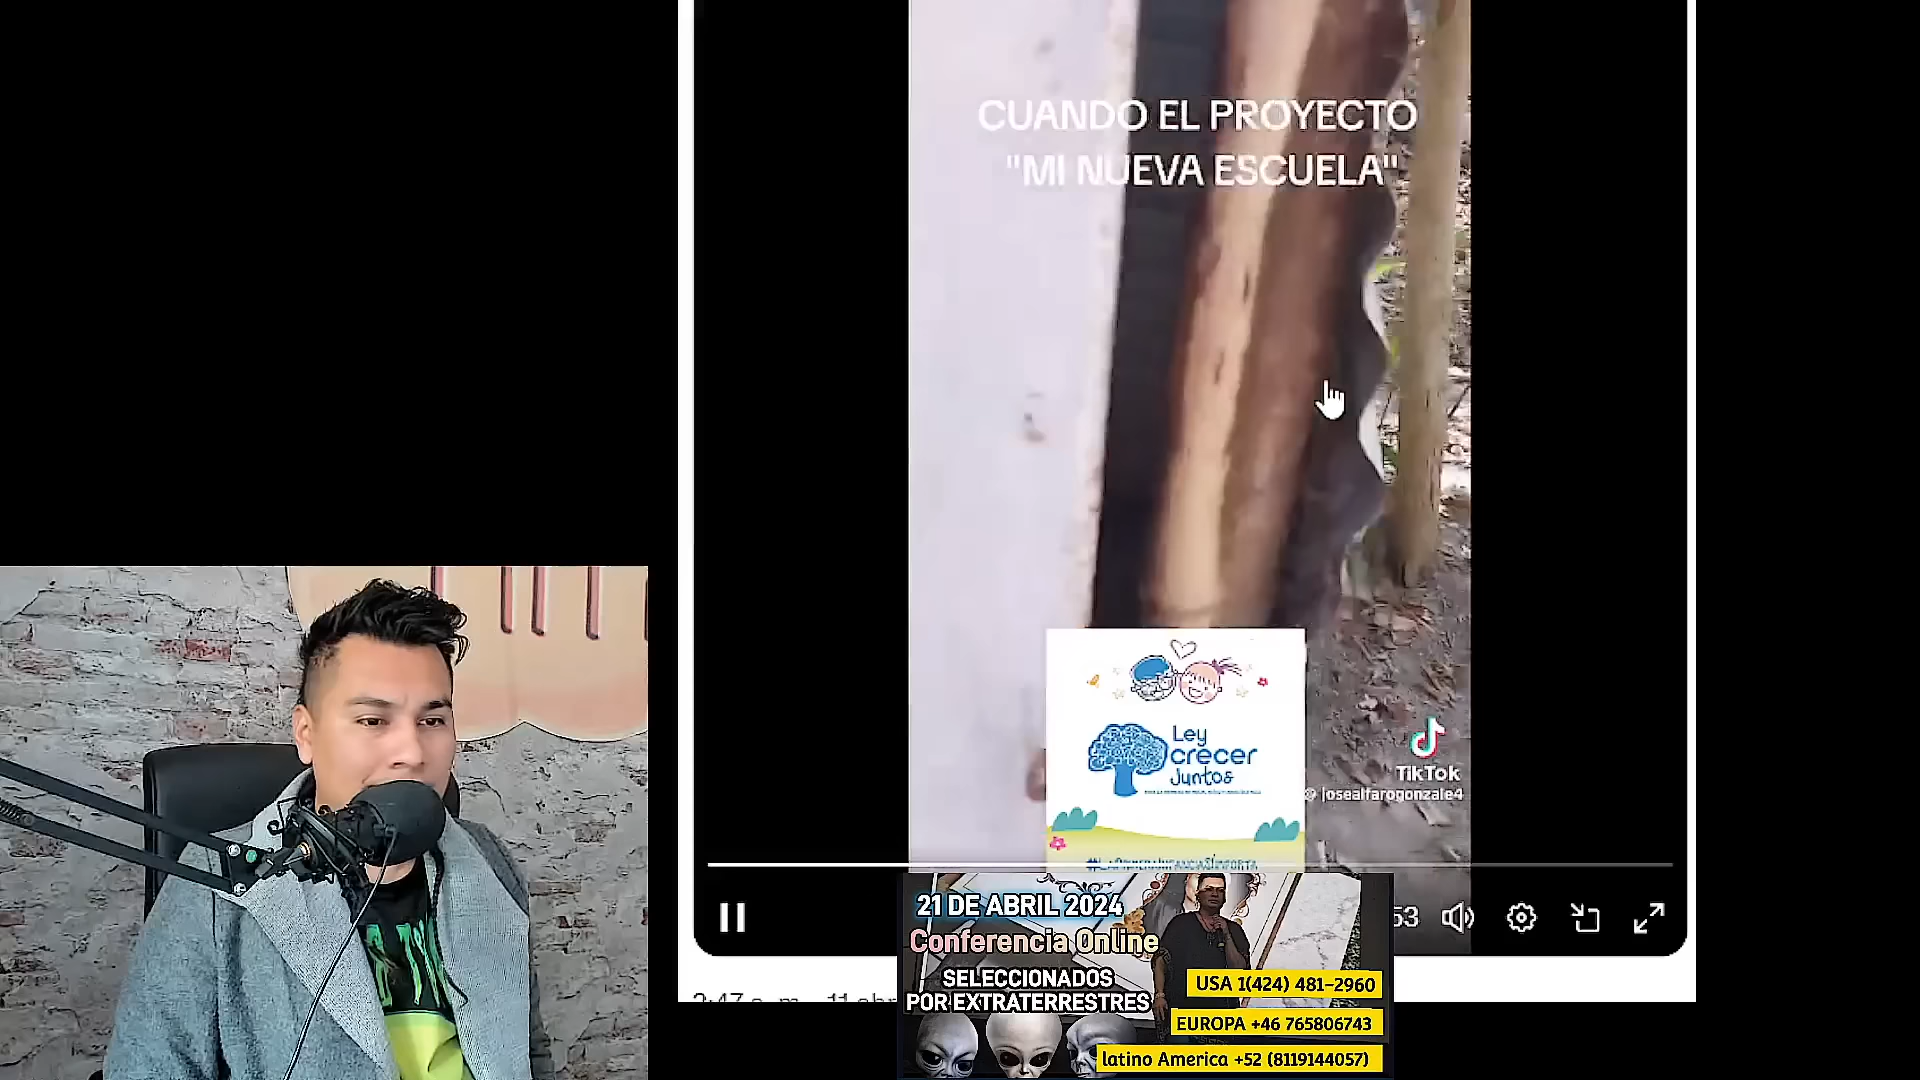 CUANDO EL PROYECTO
"MI NUEVA ESCUELA"
Ley
crecer
Juntos
TikTok
@josealfarogonzale4
53
21 DE ABRIL 2024
Conferencia Online
SELECCIONADOS
POR EXTRATERRESTRES
USA 1(424) 481-2960
EUROPA +46 765806743
latino America +52 (8119144057)